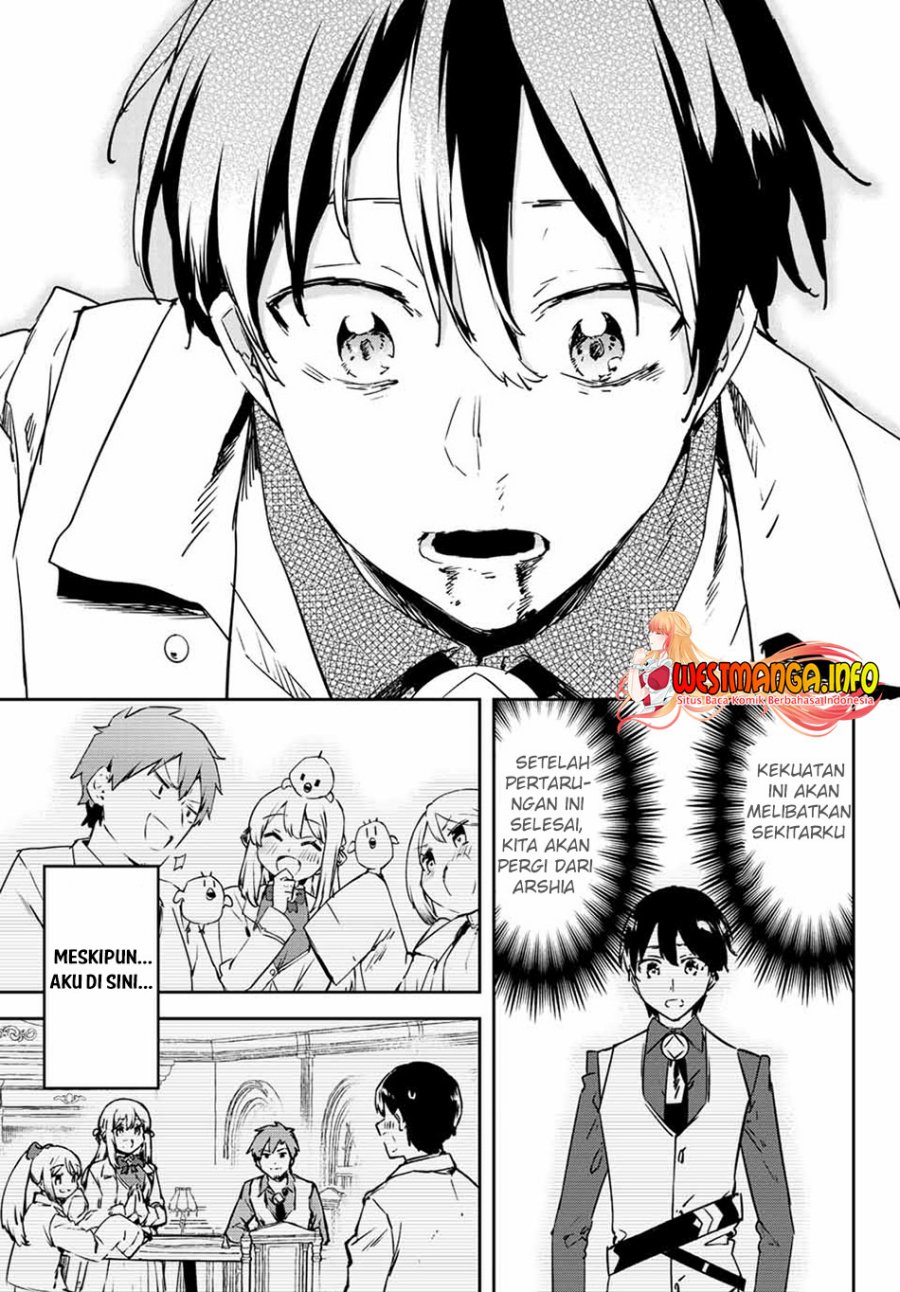 WESTMANGA.INFO
Situs Baca Komik Berbahasa Indonesia
KEKUATAN
INI AKAN
MELIBATKAN
SEKITARKU
SETELAH
PERTARU-
NGAN INI
SELESAI,
KITA AKAN
PERGI DARI
ARSHIA
MESKIPUN...
AKU DI SINI...